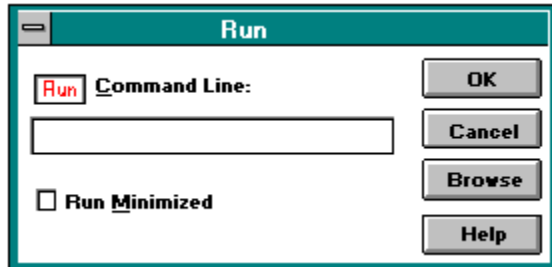 Run
Run Command Line:
OK
Cancel
Browse
Run Minimized
Help